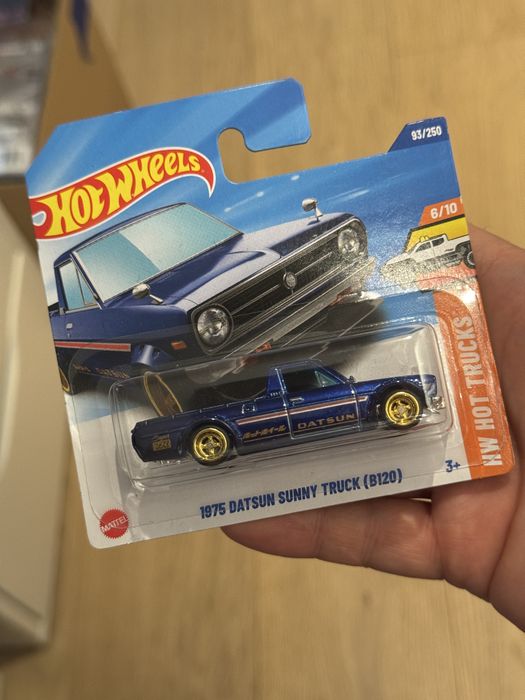 93/250
HOT WHEELS
6/10
HW HOT TRUCKS
DATSUN
1975 DATSUN SUNNY TRUCK (B120)
3+
MATTEL